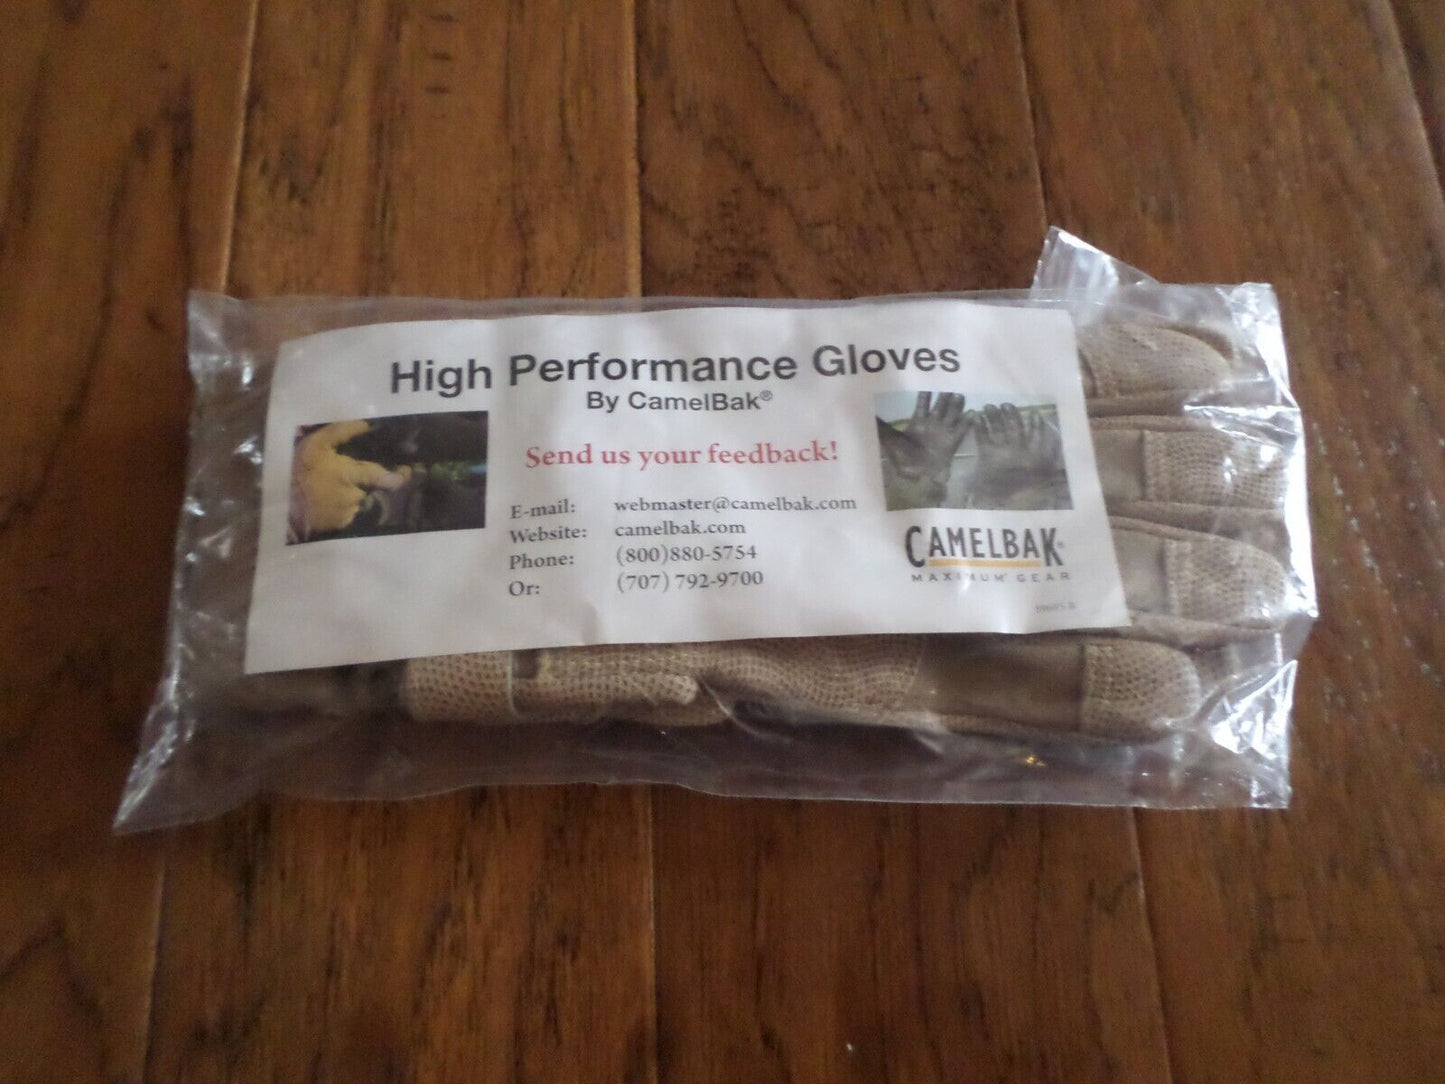 High Performance Gloves
By CamelBak®
Send us your feedback!
E-mail: webmaster@camelbak.com
Website: camelbak.com
Phone: (800)880-5754
Or: (707) 792-9700
CAMELBAK®
MAXIMUM GEAR